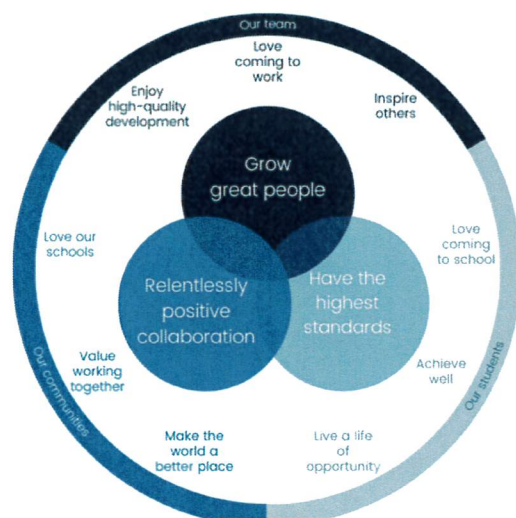 Our team
Love
coming to
work
Enjoy
high-quality
development
Inspire
others
Grow
great people
Love our
schools
Love
coming
to school
Relentlessly
positive
collaboration
Have the
highest
standards
Value
working
together
Achieve
well
Our communities
Our students
Make the
world a
better place
Live a life
of
opportunity